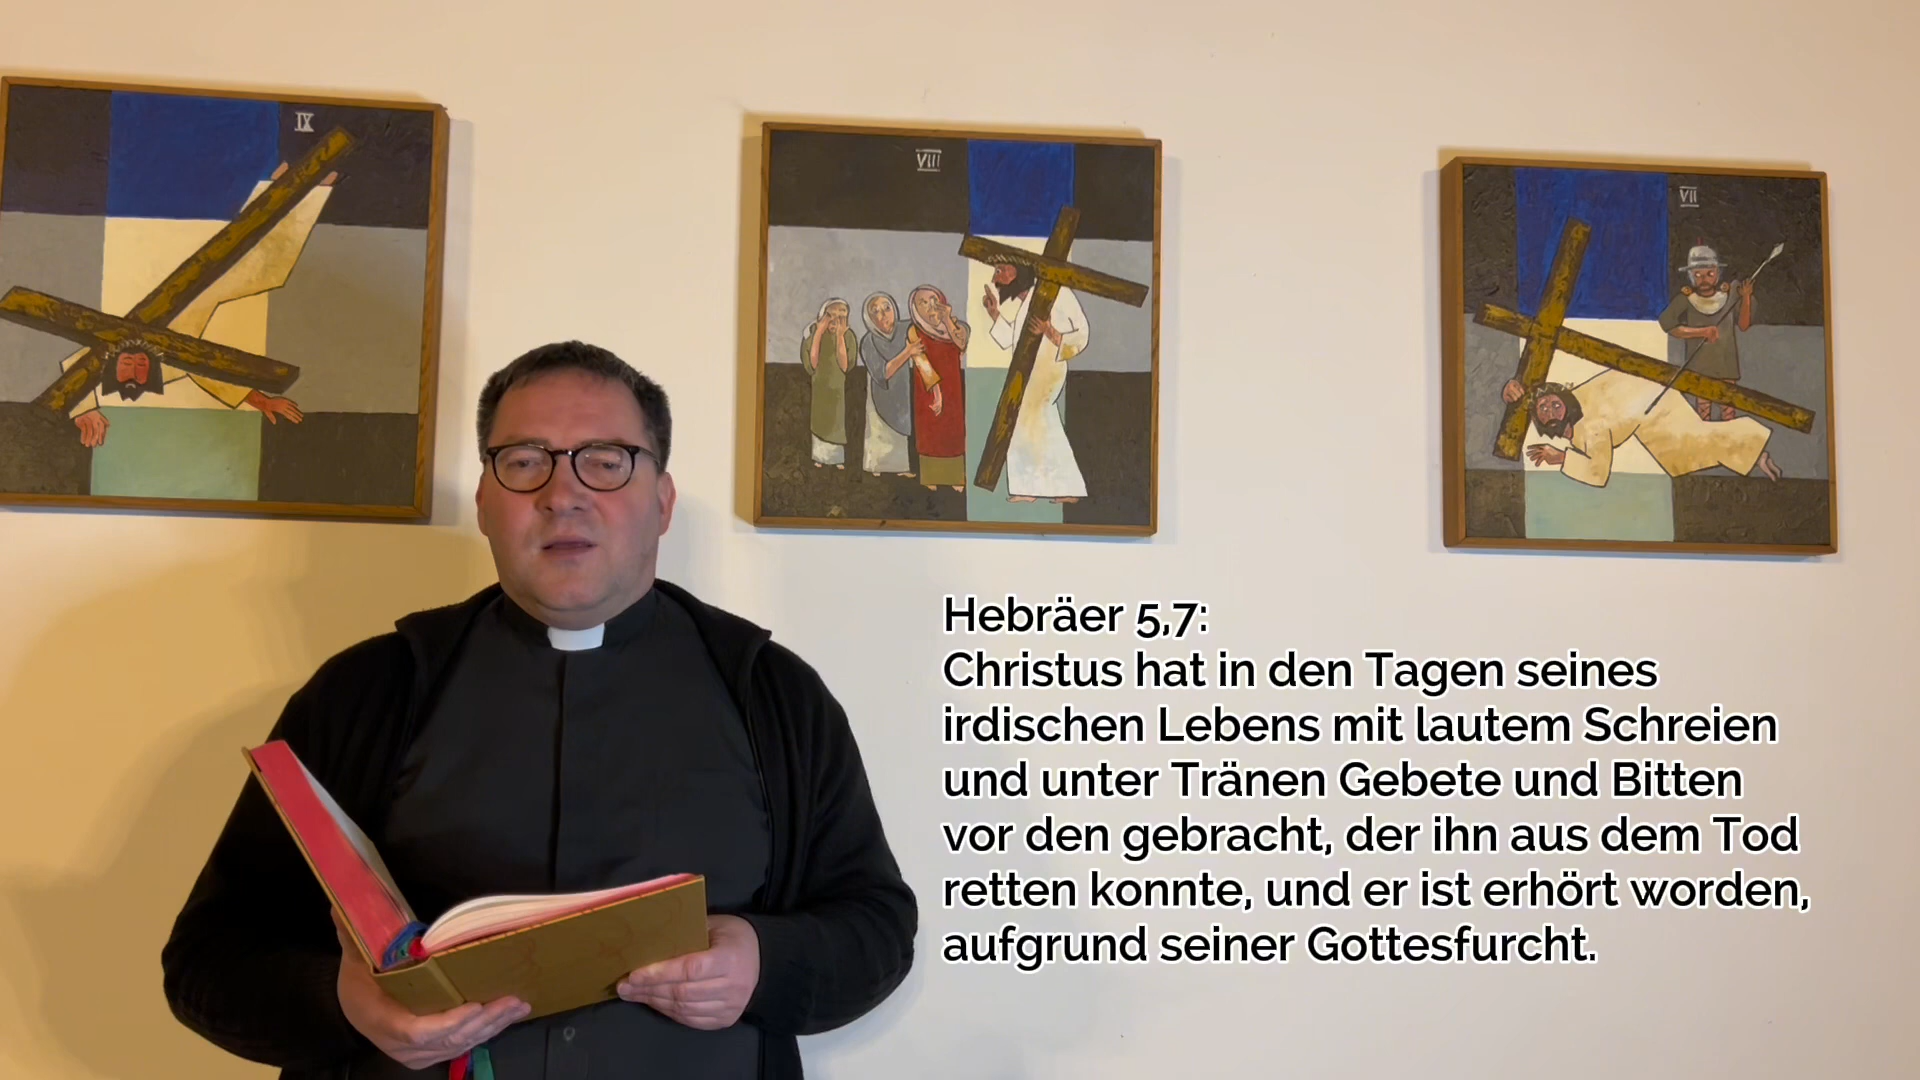 IX
VIII
VII
Hebräer 5,7:
Christus hat in den Tagen seines
irdischen Lebens mit lautem Schreien
und unter Tränen Gebete und Bitten
vor den gebracht, der ihn aus dem Tod
retten konnte, und er ist erhört worden,
aufgrund seiner Gottesfurcht.